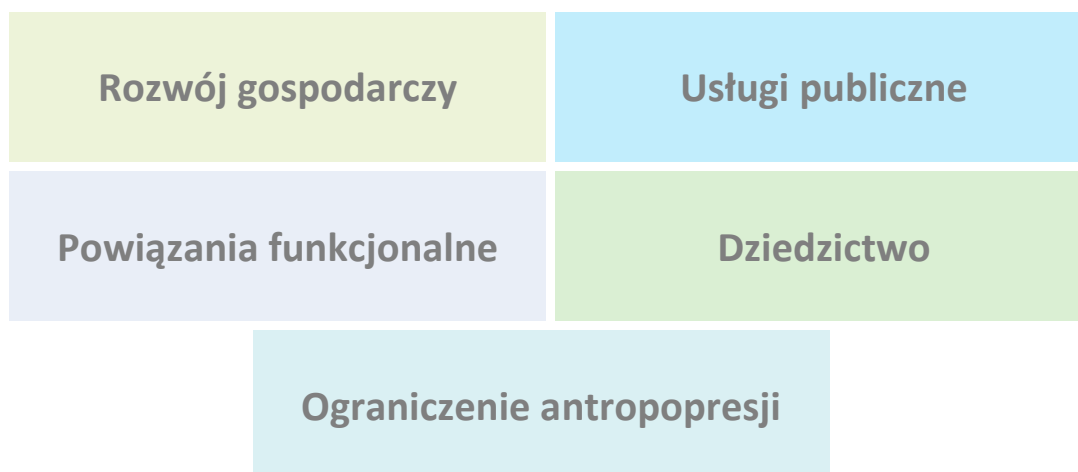 Rozwój gospodarczy
Usługi publiczne
Powiązania funkcjonalne
Dziedzictwo
Ograniczenie antropopresji